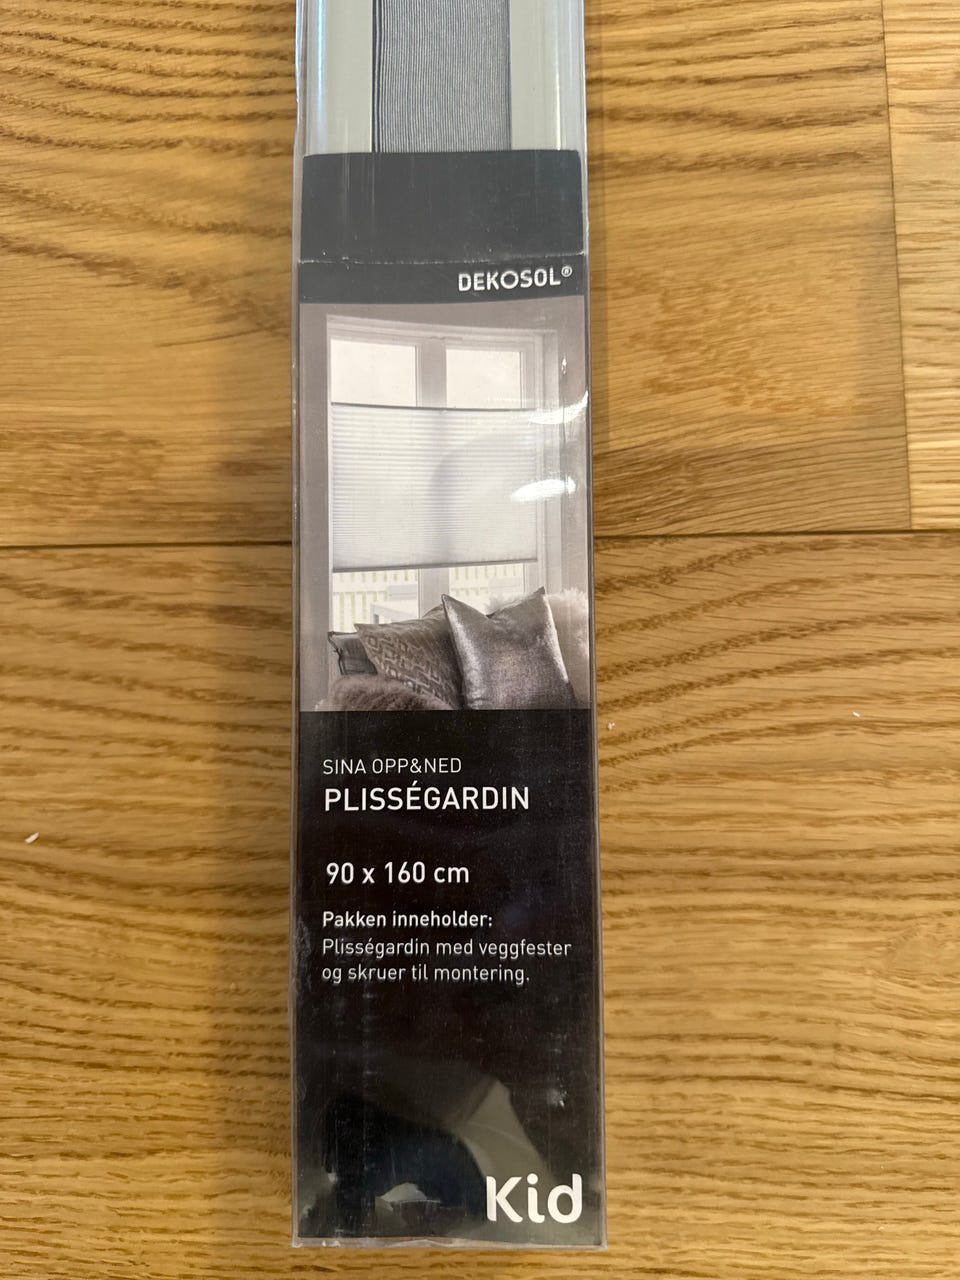 DEKOSOL®
SINA OPP&NED
PLISSÉGARDIN
90 x 160 cm
Pakken inneholder:
Plisségardin med veggfester
og skruer til montering.
Kid